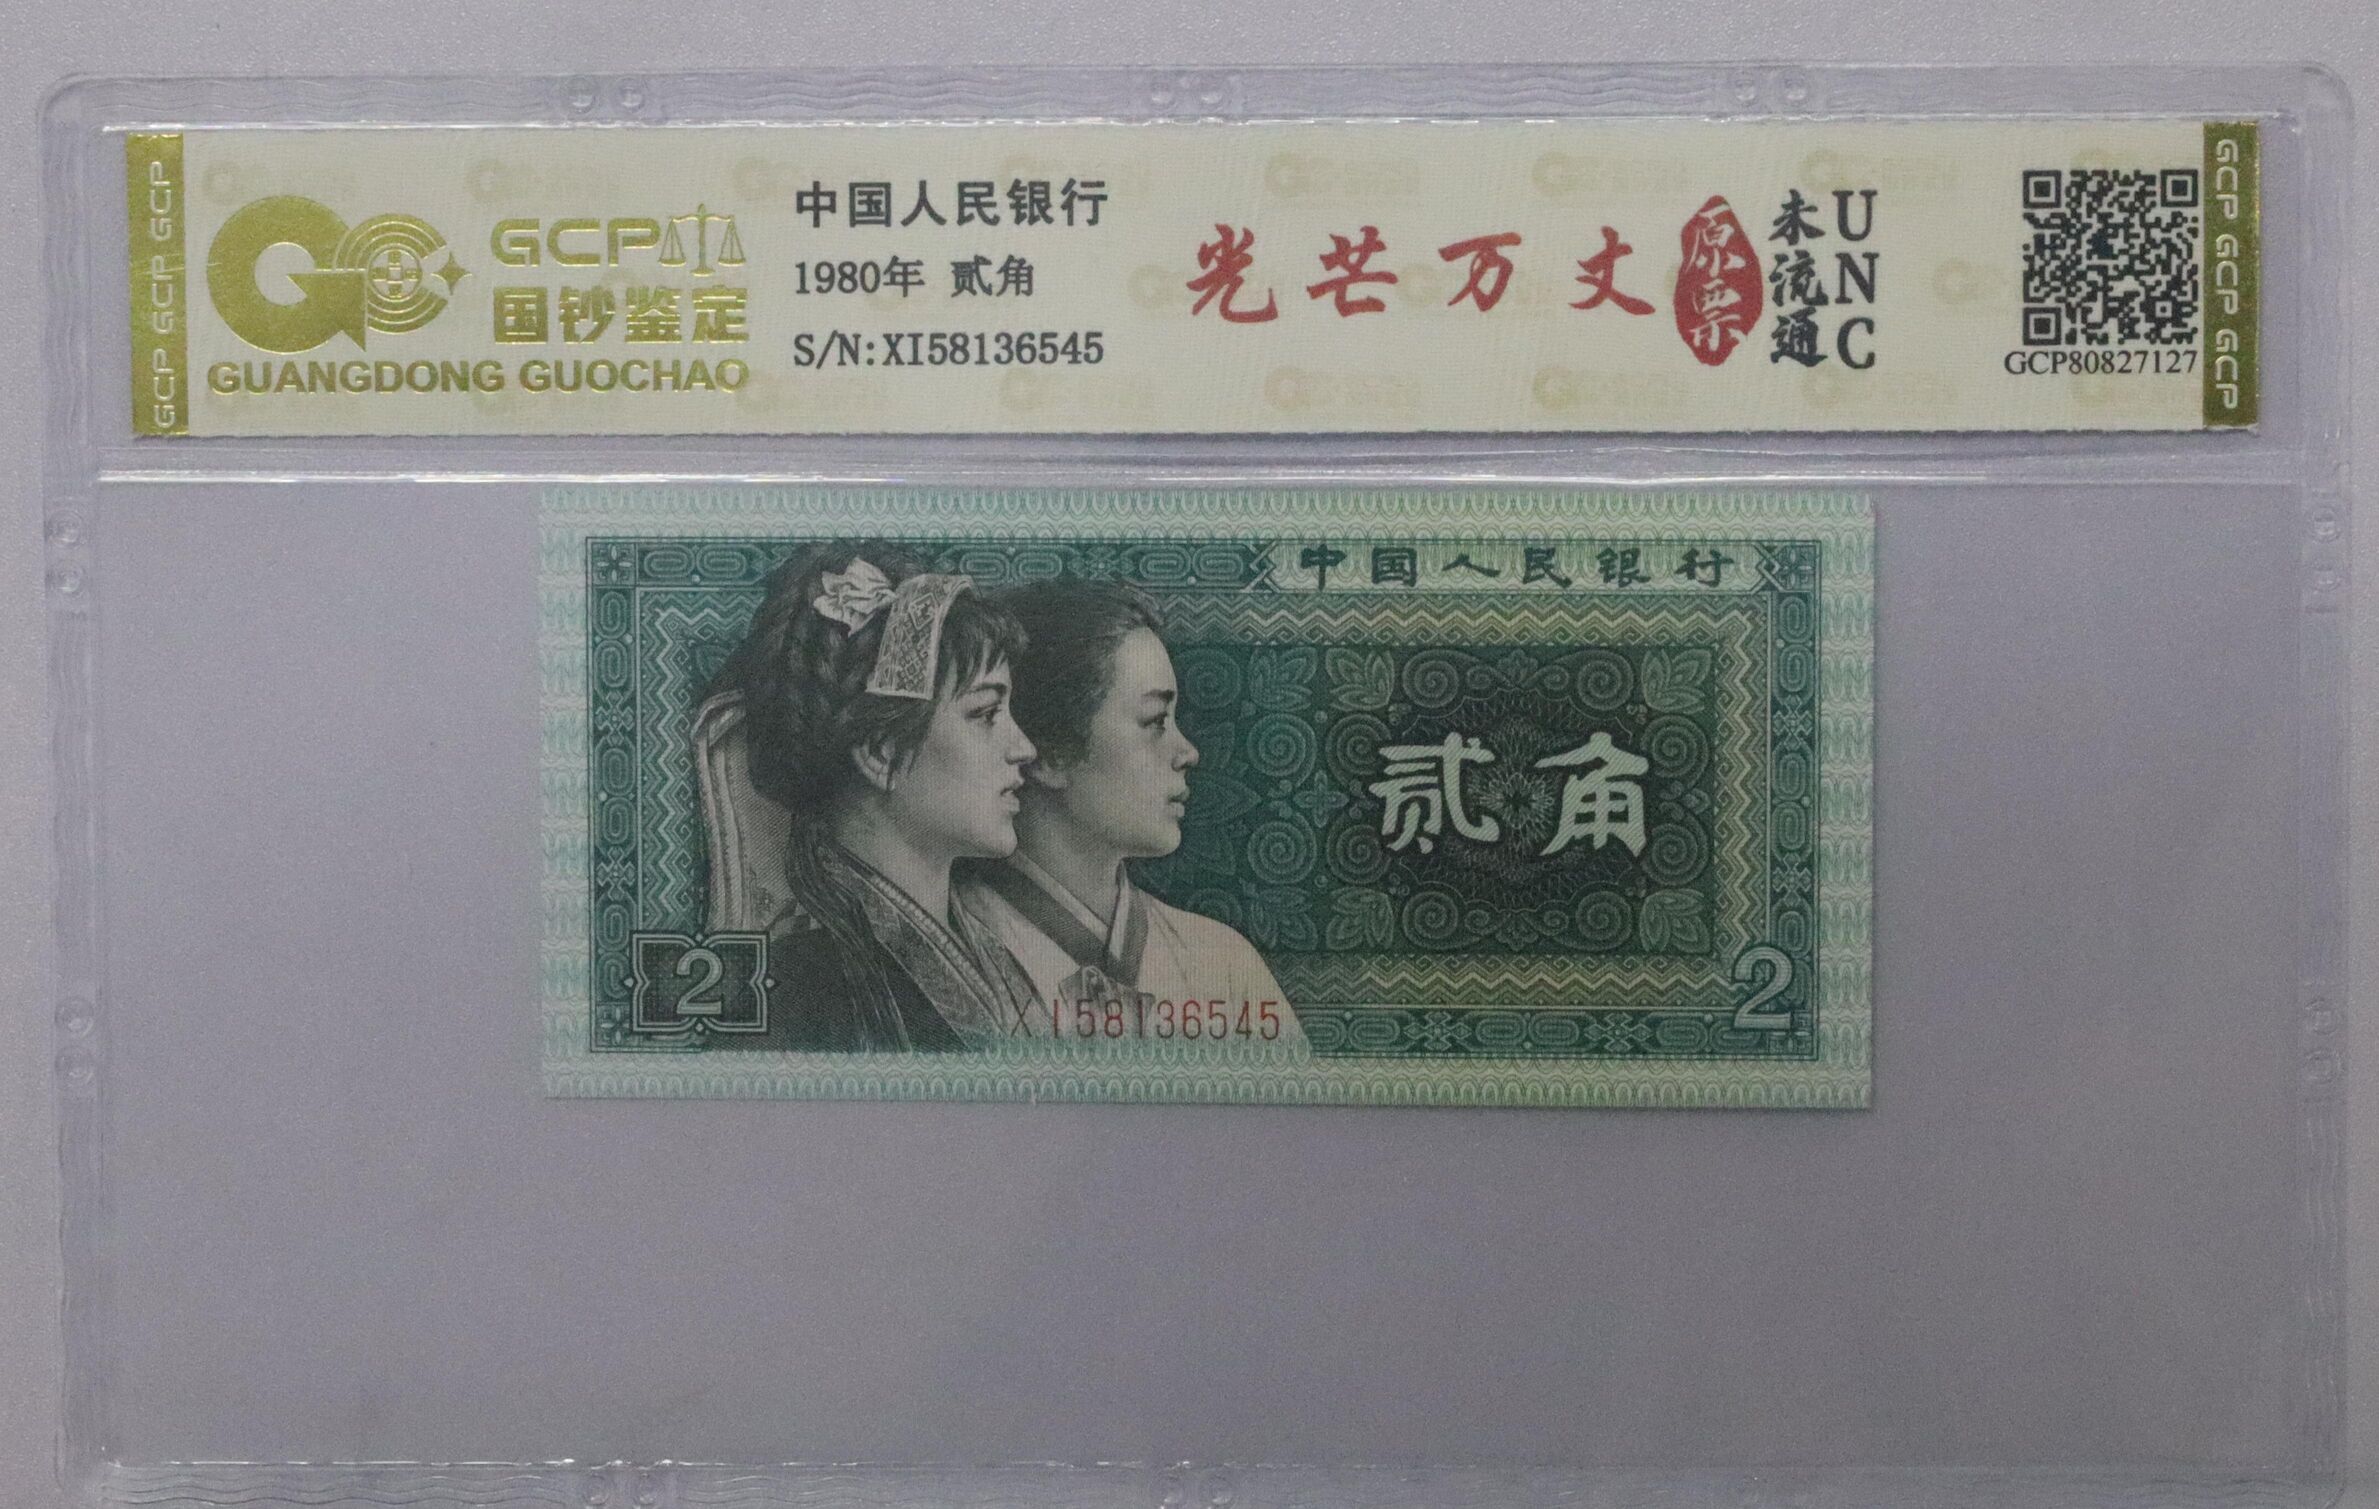 GCP GCP GCP
GCP
国钞鉴定
GUANGDONG GUOCHAO
中国人民银行
1980年 贰角
S/N:XI58136545
光芒万丈
原票
未流通
UNC
GCP80827127
GCP GCP GCP
中国人民银行
贰角
2
XI58136545
2